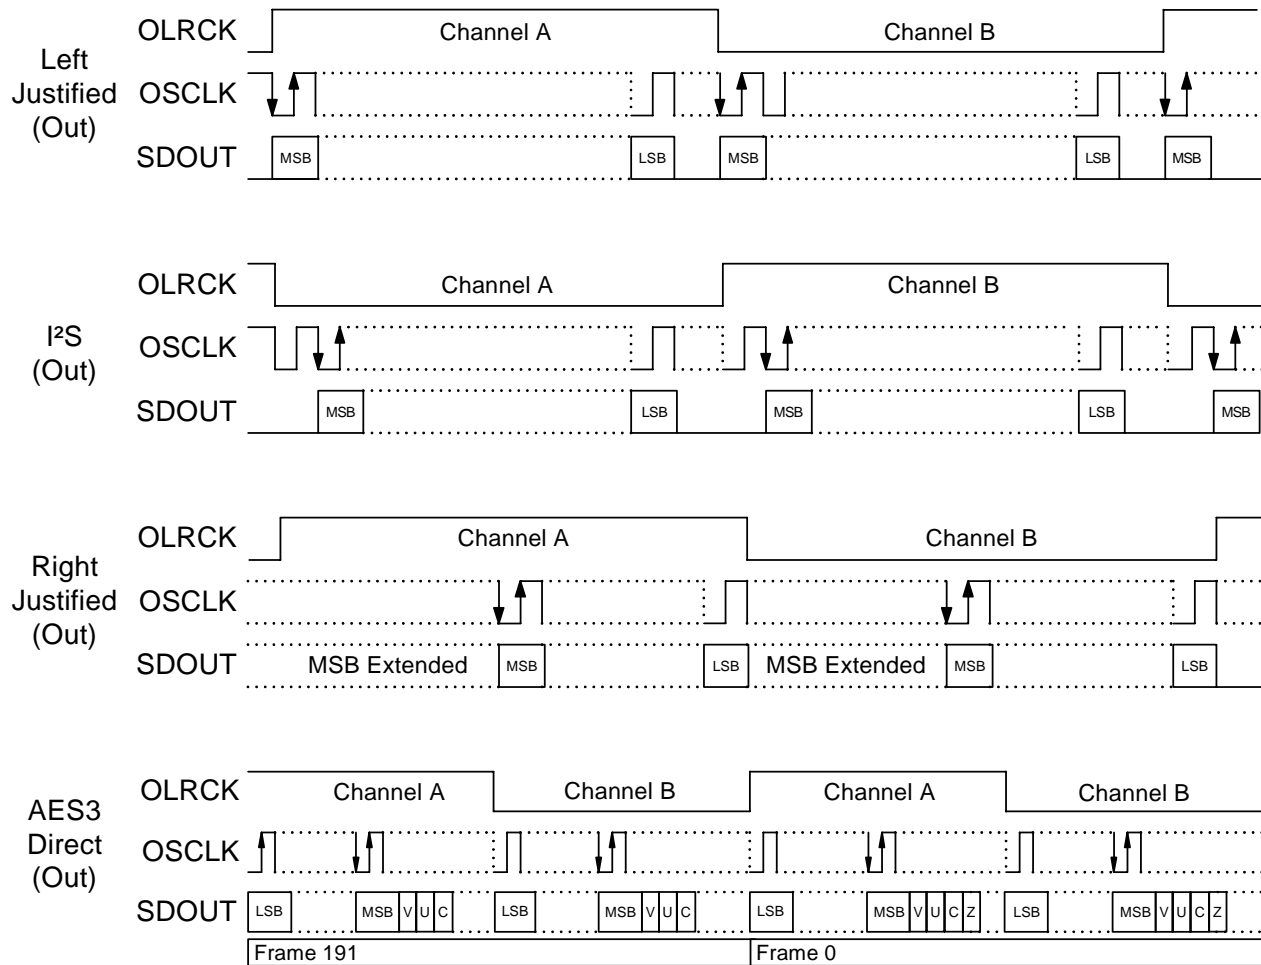 OLRCK Channel A Channel B
Left
Justified
(Out)
OSCLK
SDOUT MSB LSB MSB LSB MSB
OLRCK Channel A Channel B
I²S
(Out)
OSCLK
SDOUT MSB LSB MSB LSB MSB
OLRCK Channel A Channel B
Right
Justified
(Out)
OSCLK
SDOUT MSB Extended MSB LSB MSB Extended MSB LSB
OLRCK Channel A Channel B Channel A Channel B
AES3
Direct
(Out)
OSCLK
SDOUT LSB MSB V U C LSB MSB V U C LSB MSB V U C Z LSB MSB V U C Z
Frame 191 Frame 0